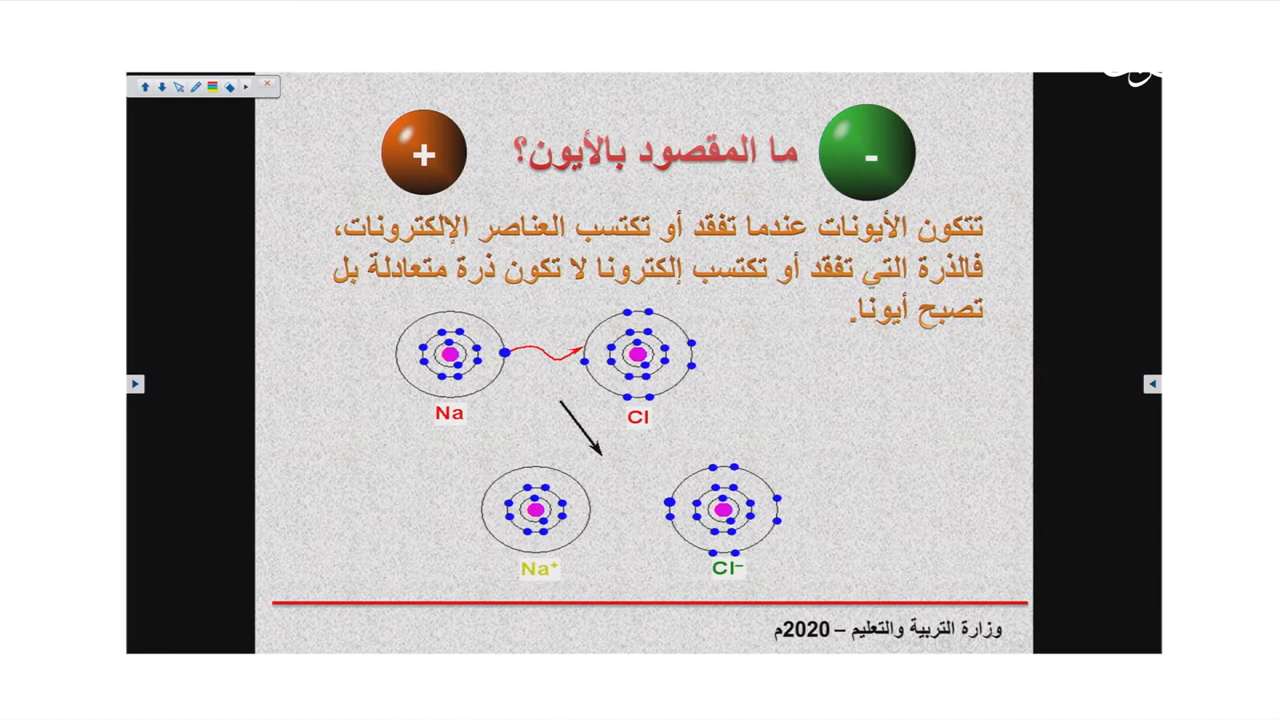 ما المقصود بالأيون؟
+
-
تتكون الأيونات عندما تفقد أو تكتسب العناصر الإلكترونات،
فالذرة التي تفقد أو تكتسب إلكترونا لا تكون ذرة متعادلة بل
تصبح أيونا.
Na
Cl
Na⁺
Cl⁻
وزارة التربية والتعليم – 2020م